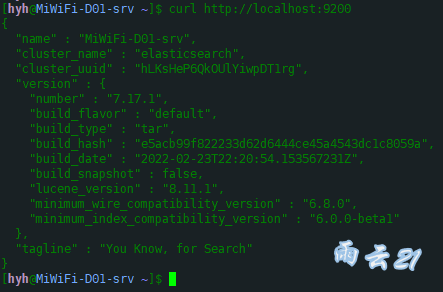 [hyh@MiWiFi-D01-srv ~]$ curl http://localhost:9200
{
  "name" : "MiWiFi-D01-srv",
  "cluster_name" : "elasticsearch",
  "cluster_uuid" : "hLKsHeP6QkOUlYiwpDT1rg",
  "version" : {
    "number" : "7.17.1",
    "build_flavor" : "default",
    "build_type" : "tar",
    "build_hash" : "e5acb99f822233d62d6444ce45a4543dc1c8059a",
    "build_date" : "2022-02-23T22:20:54.153567231Z",
    "build_snapshot" : false,
    "lucene_version" : "8.11.1",
    "minimum_wire_compatibility_version" : "6.8.0",
    "minimum_index_compatibility_version" : "6.0.0-beta1"
  },
  "tagline" : "You Know, for Search"
}
[hyh@MiWiFi-D01-srv ~]$
雨云21